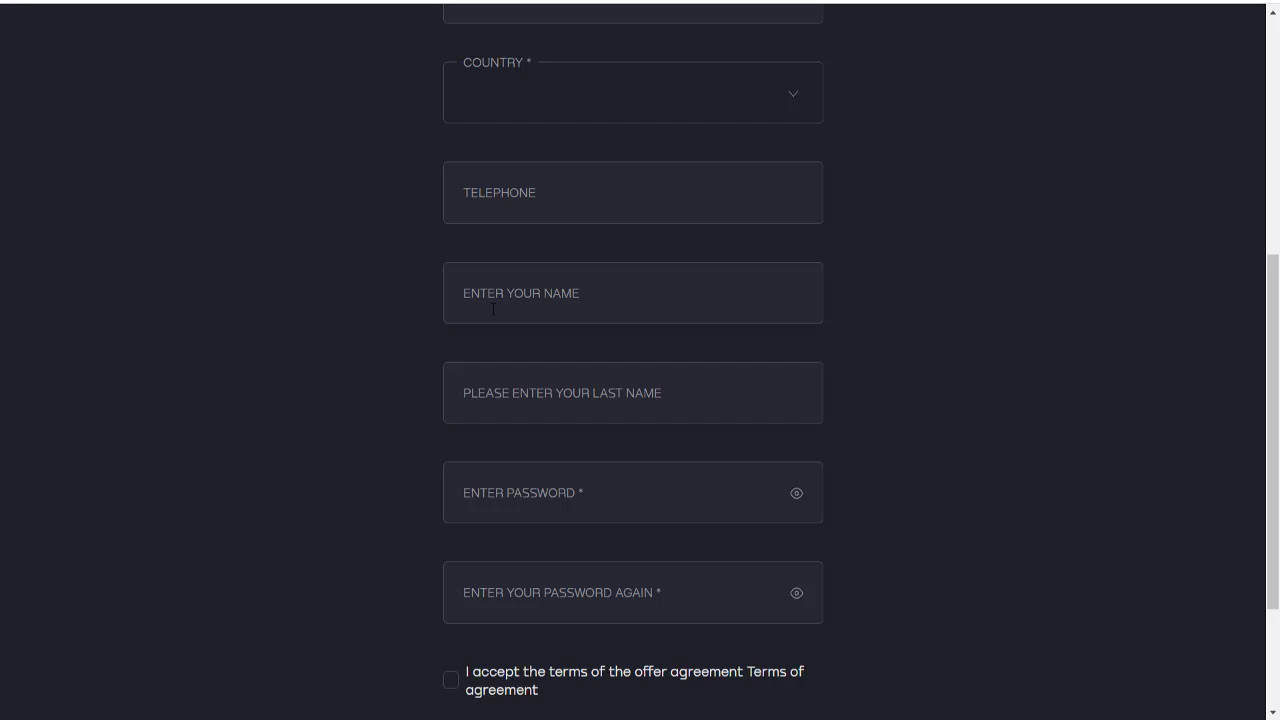 COUNTRY *
TELEPHONE
ENTER YOUR NAME
PLEASE ENTER YOUR LAST NAME
ENTER PASSWORD *
ENTER YOUR PASSWORD AGAIN *
I accept the terms of the offer agreement Terms of
agreement